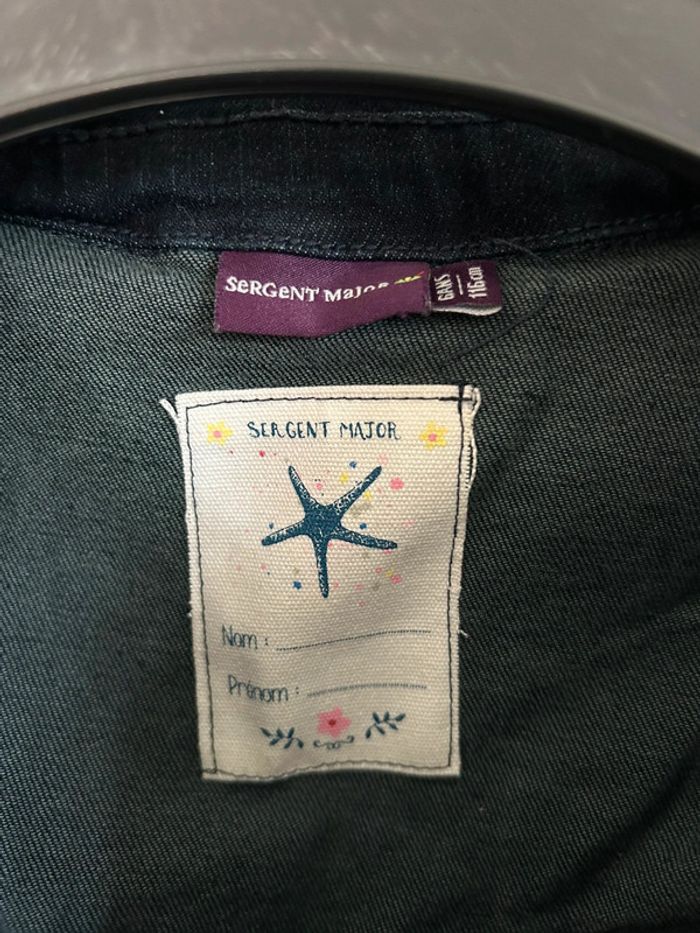 SeRGeNT MaJoR
6ANS
116cm
SERGENT MAJOR
Nom :
Prénom :